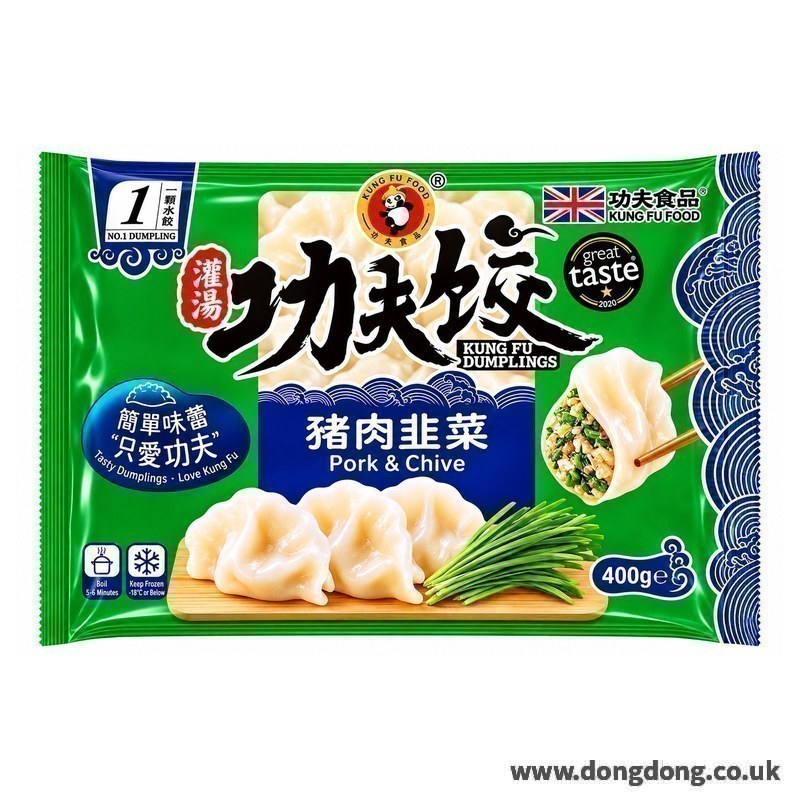 1
一顆水餃
NO.1 DUMPLING
KUNG FU FOOD
功夫食品
®
功夫食品®
KUNG FU FOOD
great
taste®
2020
灌湯
功夫饺
KUNG FU
DUMPLINGS
簡單味蕾
“只愛功夫”
Tasty Dumplings - Love Kung Fu
豬肉韭菜
Pork & Chive
Boil
5-6 Minutes
Keep Frozen
-18°C or Below
400g℮
www.dongdong.co.uk